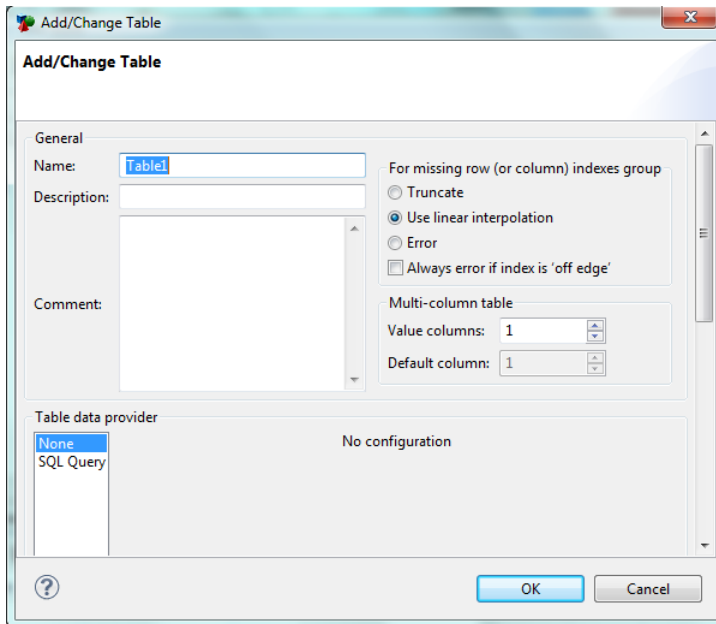 Add/Change Table
Add/Change Table
General
Name: Table1
Description:
Comment:
For missing row (or column) indexes group
Truncate
Use linear interpolation
Error
Always error if index is ‘off edge’
Multi-column table
Value columns: 1
Default column: 1
Table data provider
None
SQL Query
No configuration
OK
Cancel